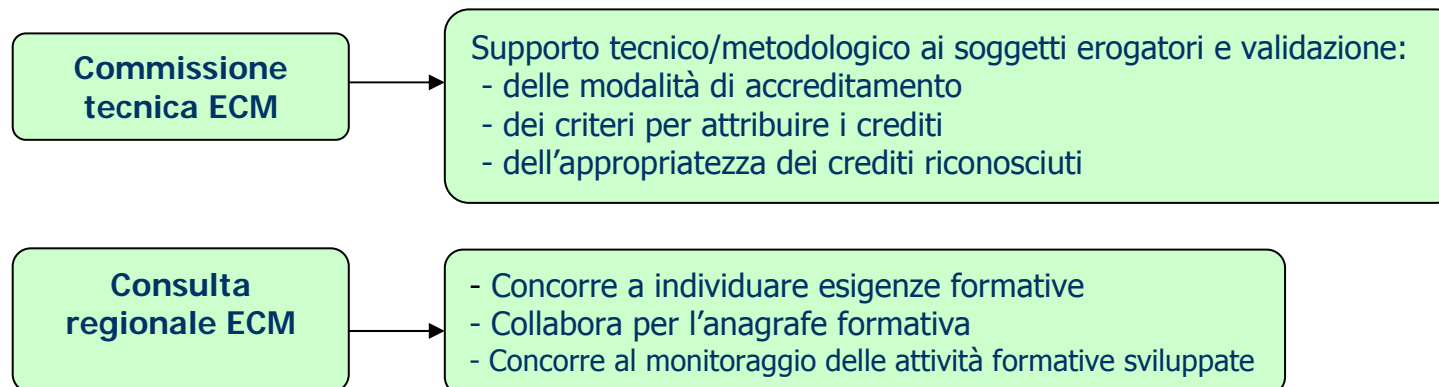 Commissione
tecnica ECM
Supporto tecnico/metodologico ai soggetti erogatori e validazione:
- delle modalità di accreditamento
- dei criteri per attribuire i crediti
- dell’appropriatezza dei crediti riconosciuti
Consulta
regionale ECM
- Concorre a individuare esigenze formative
- Collabora per l’anagrafe formativa
- Concorre al monitoraggio delle attività formative sviluppate